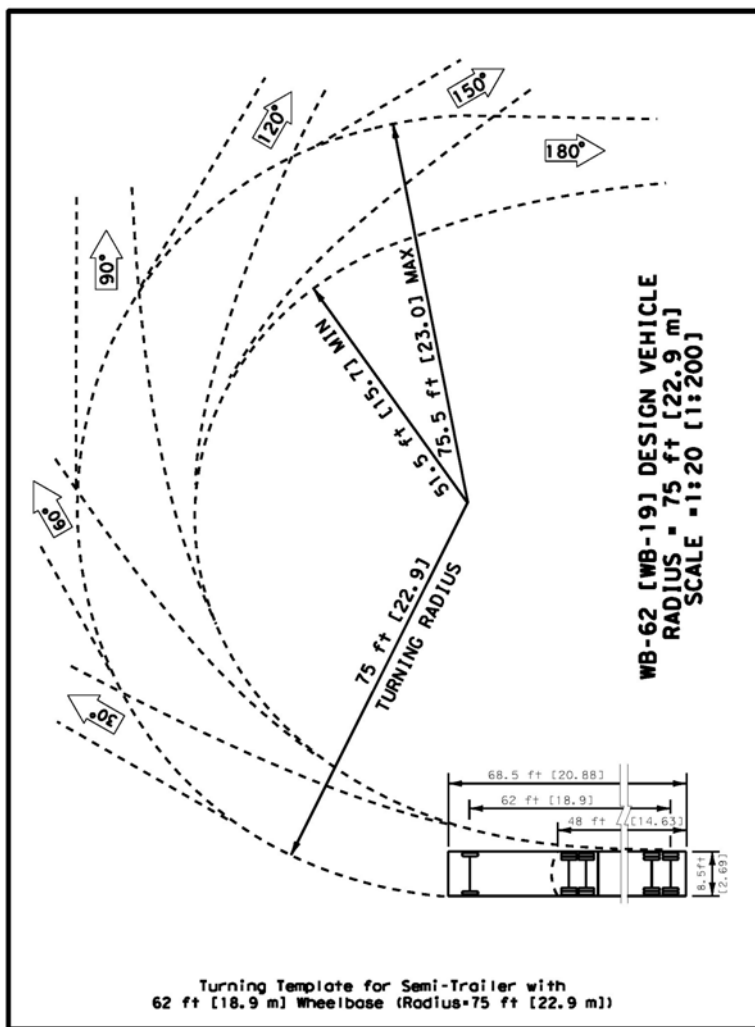 150°
120°
180°
90°
75.5 ft [23.0] MAX
51.5 ft [15.7] MIN
WB-62 [WB-19] DESIGN VEHICLE
RADIUS = 75 ft [22.9 m]
SCALE =1:20 [1:200]
60°
75 ft [22.9]
TURNING RADIUS
30°
68.5 ft [20.88]
62 ft [18.9]
48 ft [14.63]
8.5ft
[2.69]
Turning Template for Semi-Trailer with
62 ft [18.9 m] Wheelbase (Radius=75 ft [22.9 m])